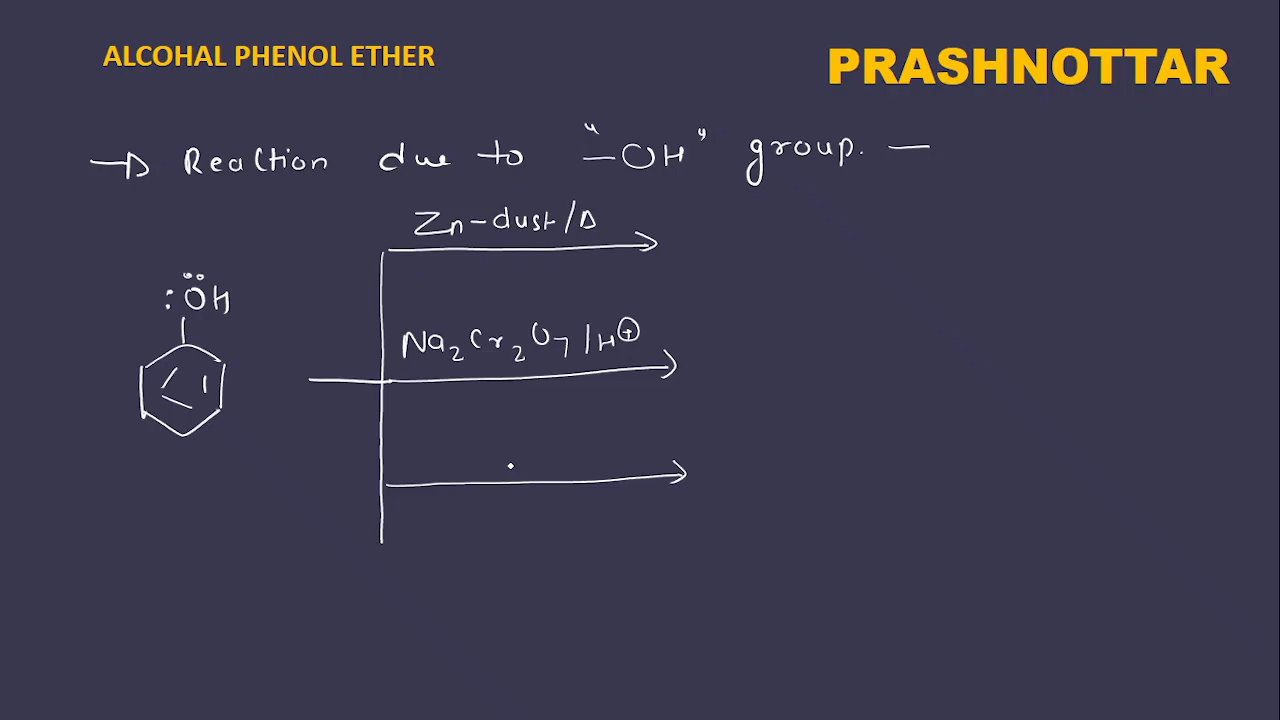 ALCOHAL PHENOL ETHER
PRASHNOTTAR
→ Reaction due to "-OH" group. -
Zn-dust/Δ
:ÖH
Na₂Cr₂O₇/H⊕